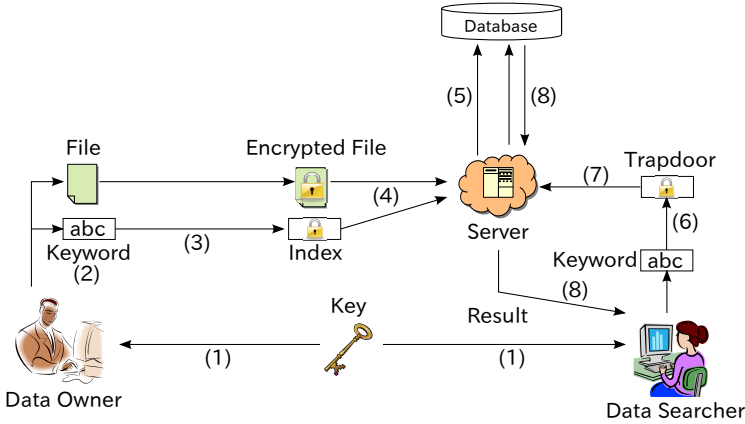 Database
(5)
(8)
File
Encrypted File
Trapdoor
(7)
(4)
abc
(3)
Keyword
(2)
Index
Server
(6)
Keyword
abc
(8)
Key
Result
(1)
(1)
Data Owner
Data Searcher